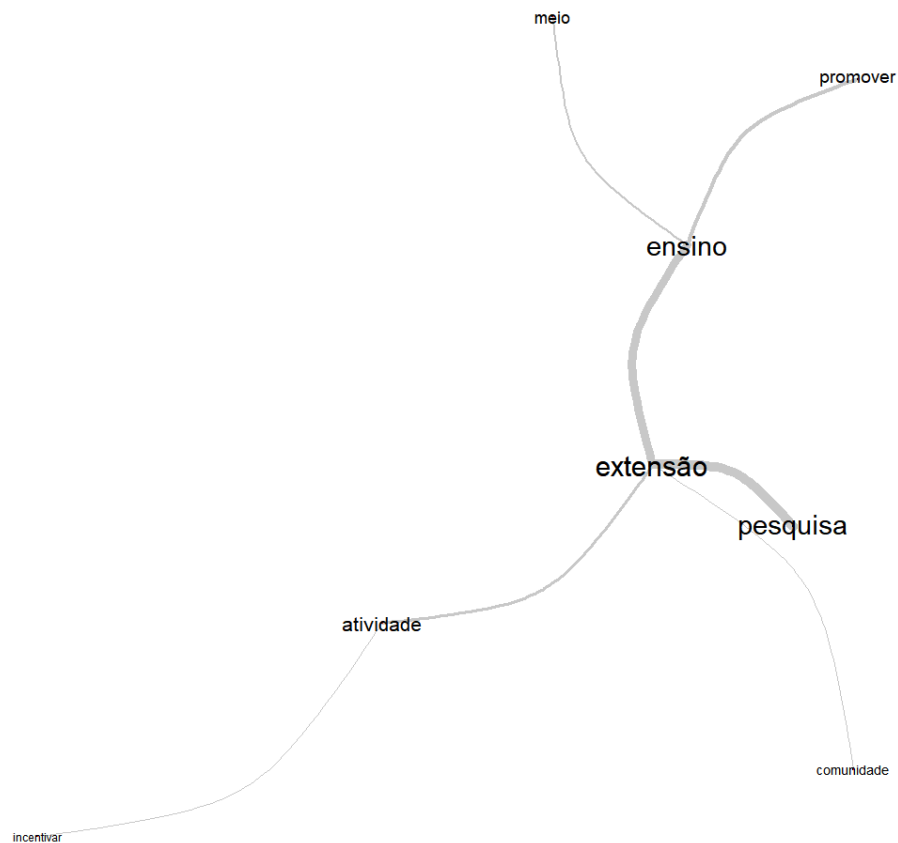 meio
promover
ensino
extensão
pesquisa
atividade
comunidade
incentivar